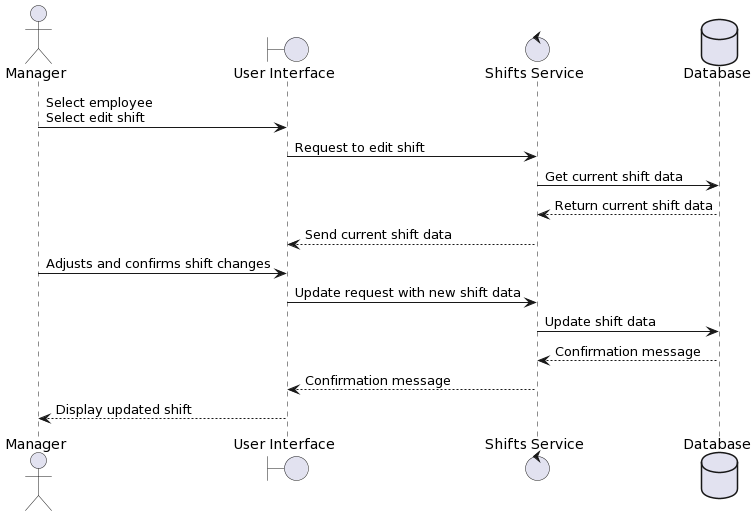 Manager
User Interface
Shifts Service
Database
Select employee
Select edit shift
Request to edit shift
Get current shift data
Return current shift data
Send current shift data
Adjusts and confirms shift changes
Update request with new shift data
Update shift data
Confirmation message
Confirmation message
Display updated shift
Manager
User Interface
Shifts Service
Database